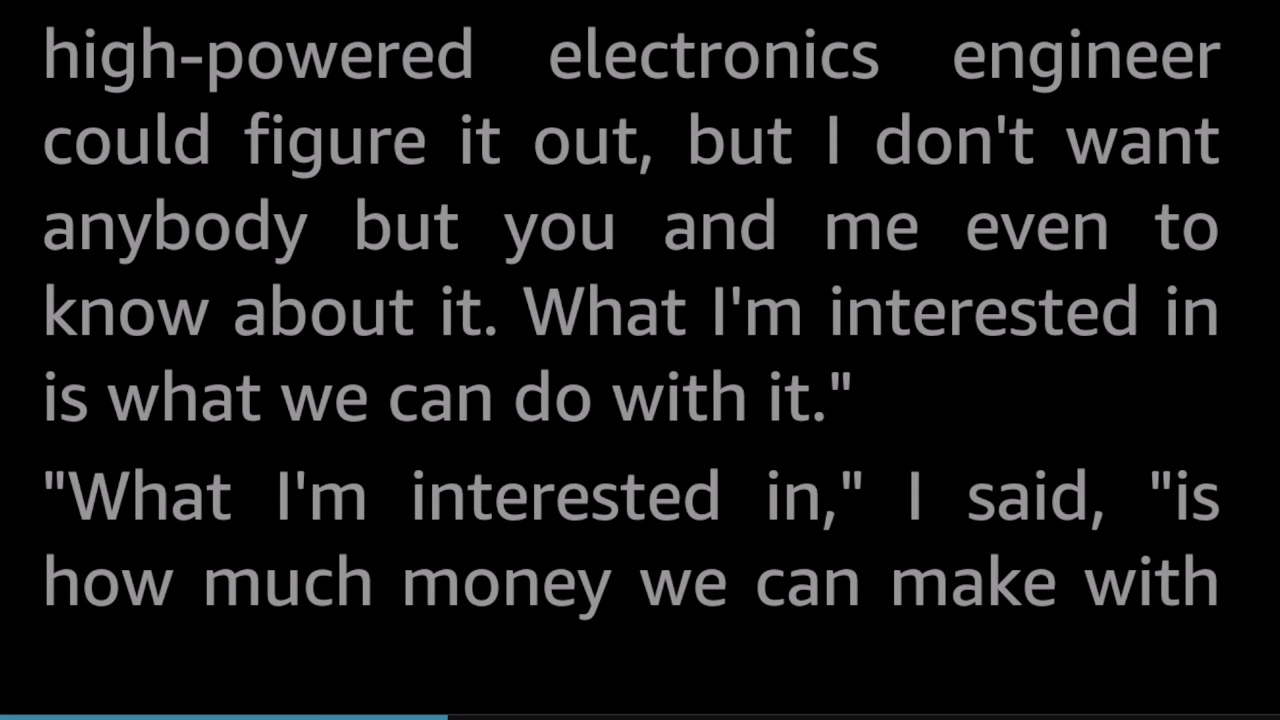 high-powered electronics engineer
could figure it out, but I don't want
anybody but you and me even to
know about it. What I'm interested in
is what we can do with it."
"What I'm interested in," I said, "is
how much money we can make with